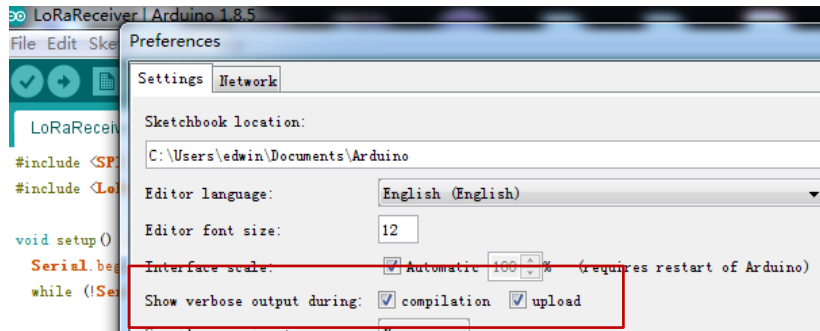 LoRaReceiver | Arduino 1.8.5
File Edit Ske
Preferences
Settings Network
LoRaReceiv
Sketchbook location:
#include <SP
C:\Users\edwin\Documents\Arduino
#include <Lo
Editor language: English (English)
Editor font size: 12
void setup()
Serial.beg
Interface scale: Automatic 100 % (requires restart of Arduino)
while (!Se
Show verbose output during: compilation upload